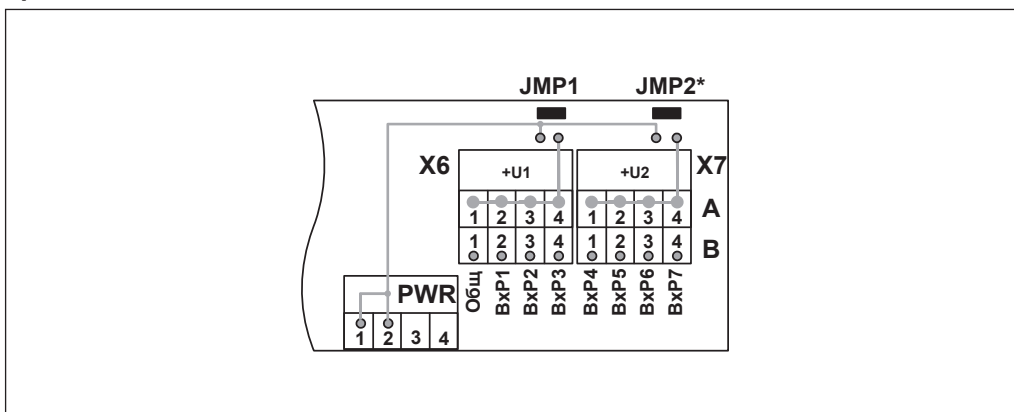 JMP1 JMP2*
X6 +U1 +U2 X7
1 2 3 4 1 2 3 4 A
1 2 3 4 1 2 3 4 B
Общ ВхР1 ВхР2 ВхР3 ВхР4 ВхР5 ВхР6 ВхР7
PWR
1 2 3 4